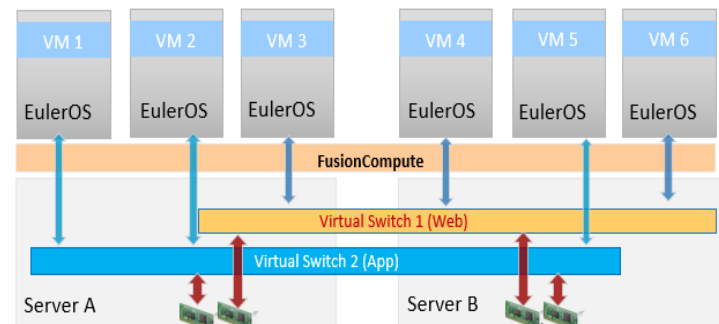 VM 1
VM 2
VM 3
VM 4
VM 5
VM 6
EulerOS
EulerOS
EulerOS
EulerOS
EulerOS
EulerOS
FusionCompute
Virtual Switch 1 (Web)
Virtual Switch 2 (App)
Server A
Server B